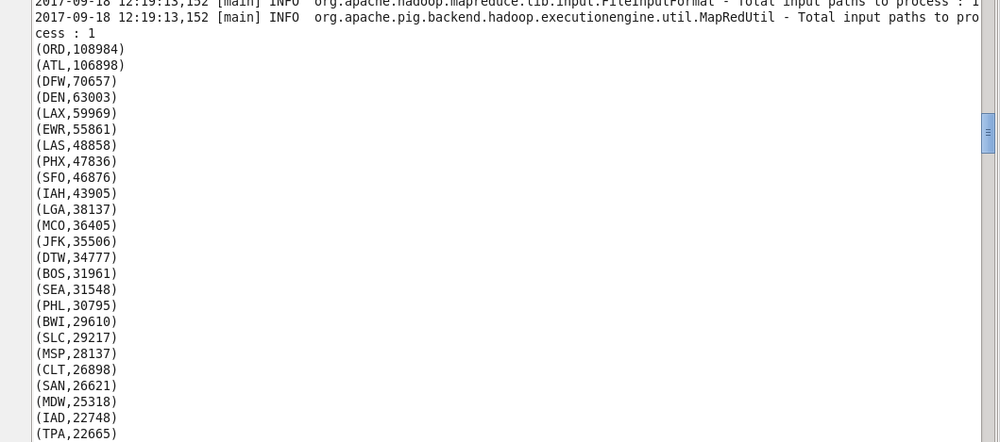 2017-09-18 12:19:13,152 [main] INFO  org.apache.hadoop.mapreduce.lib.input.FileInputFormat - Total input paths to process : 1
2017-09-18 12:19:13,152 [main] INFO  org.apache.pig.backend.hadoop.executionengine.util.MapRedUtil - Total input paths to pro
cess : 1
(ORD,108984)
(ATL,106898)
(DFW,70657)
(DEN,63003)
(LAX,59969)
(EWR,55861)
(LAS,48858)
(PHX,47836)
(SFO,46876)
(IAH,43905)
(LGA,38137)
(MCO,36405)
(JFK,35506)
(DTW,34777)
(BOS,31961)
(SEA,31548)
(PHL,30795)
(BWI,29610)
(SLC,29217)
(MSP,28137)
(CLT,26898)
(SAN,26621)
(MDW,25318)
(IAD,22748)
(TPA,22665)